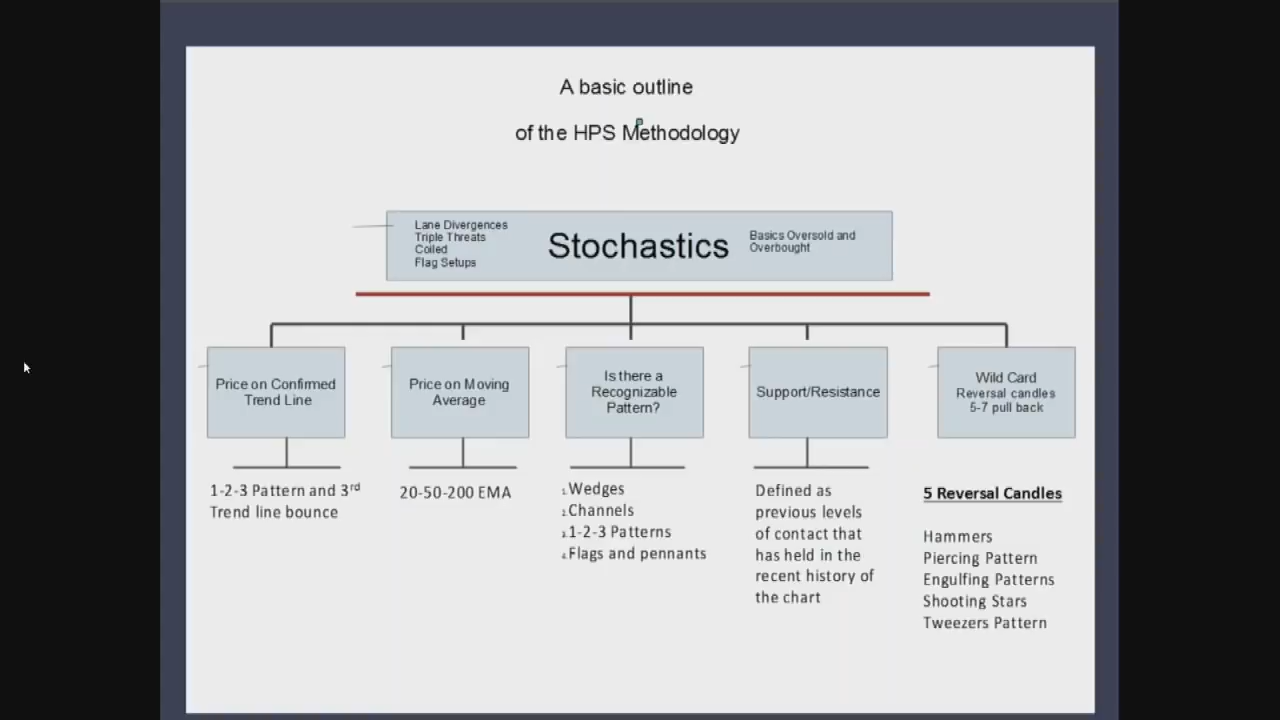 A basic outline
of the HPS Methodology
Lane Divergences
Triple Threats
Coiled
Flag Setups
Stochastics
Basics Oversold and
Overbought
Price on Confirmed
Trend Line
Price on Moving
Average
Is there a
Recognizable
Pattern?
Support/Resistance
Wild Card
Reversal candles
5-7 pull back
1-2-3 Pattern and 3rd
Trend line bounce
20-50-200 EMA
1. Wedges
2. Channels
3. 1-2-3 Patterns
4. Flags and pennants
Defined as
previous levels
of contact that
has held in the
recent history of
the chart
5 Reversal Candles
Hammers
Piercing Pattern
Engulfing Patterns
Shooting Stars
Tweezers Pattern